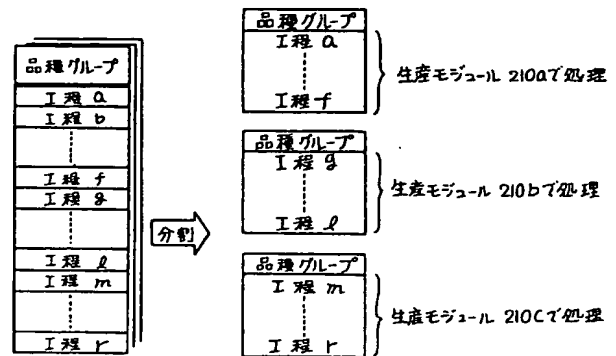 品種グループ
工程 a
工程 b
工程 f
工程 g
工程 l
工程 m
工程 r
分割
品種グループ
工程 a
工程 f
生産モジュール 210aで処理
品種グループ
工程 g
工程 l
生産モジュール 210bで処理
品種グループ
工程 m
工程 r
生産モジュール 210cで処理